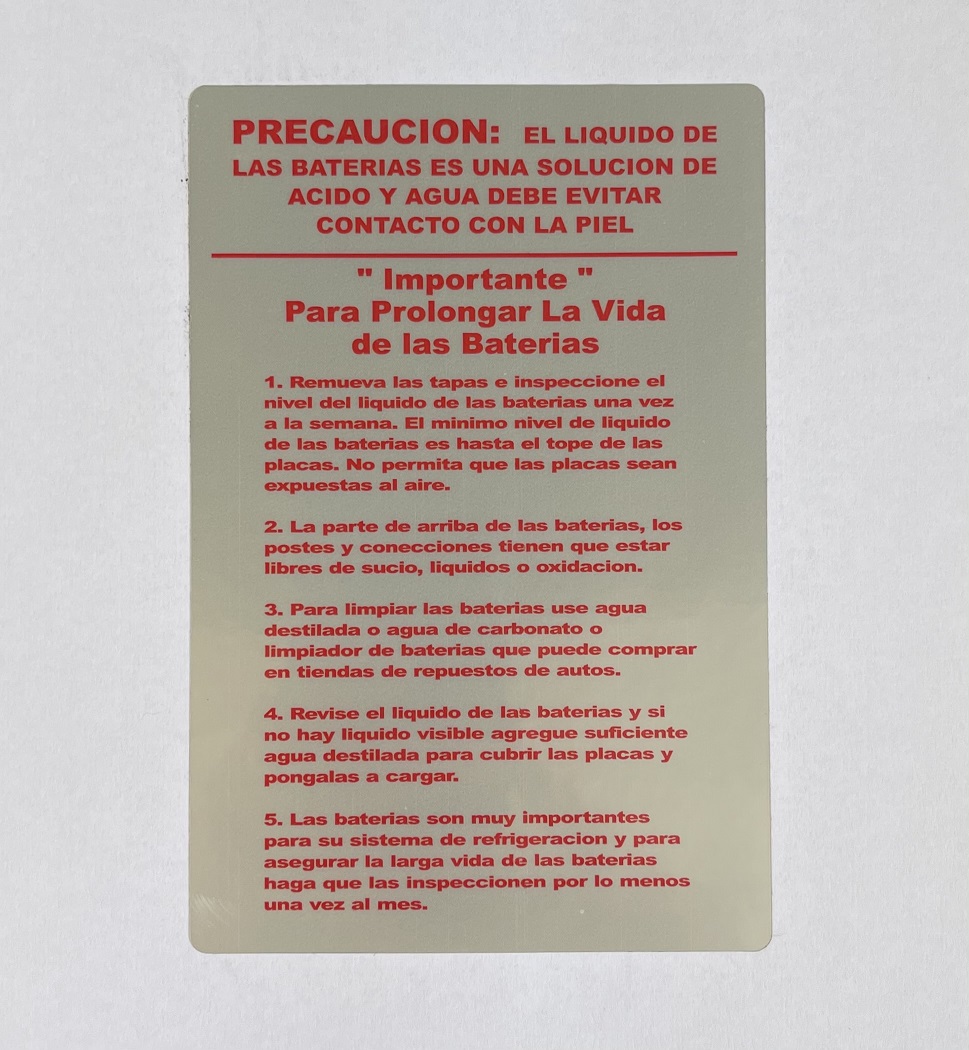 PRECAUCION: EL LIQUIDO DE
LAS BATERIAS ES UNA SOLUCION DE
ACIDO Y AGUA DEBE EVITAR
CONTACTO CON LA PIEL
" Importante "
Para Prolongar La Vida
de las Baterias
1. Remueva las tapas e inspeccione el
nivel del liquido de las baterias una vez
a la semana. El minimo nivel de liquido
de las baterias es hasta el tope de las
placas. No permita que las placas sean
expuestas al aire.
2. La parte de arriba de las baterias, los
postes y conecciones tienen que estar
libres de sucio, liquidos o oxidacion.
3. Para limpiar las baterias use agua
destilada o agua de carbonato o
limpiador de baterias que puede comprar
en tiendas de repuestos de autos.
4. Revise el liquido de las baterias y si
no hay liquido visible agregue suficiente
agua destilada para cubrir las placas y
pongalas a cargar.
5. Las baterias son muy importantes
para su sistema de refrigeracion y para
asegurar la larga vida de las baterias
haga que las inspeccionen por lo menos
una vez al mes.